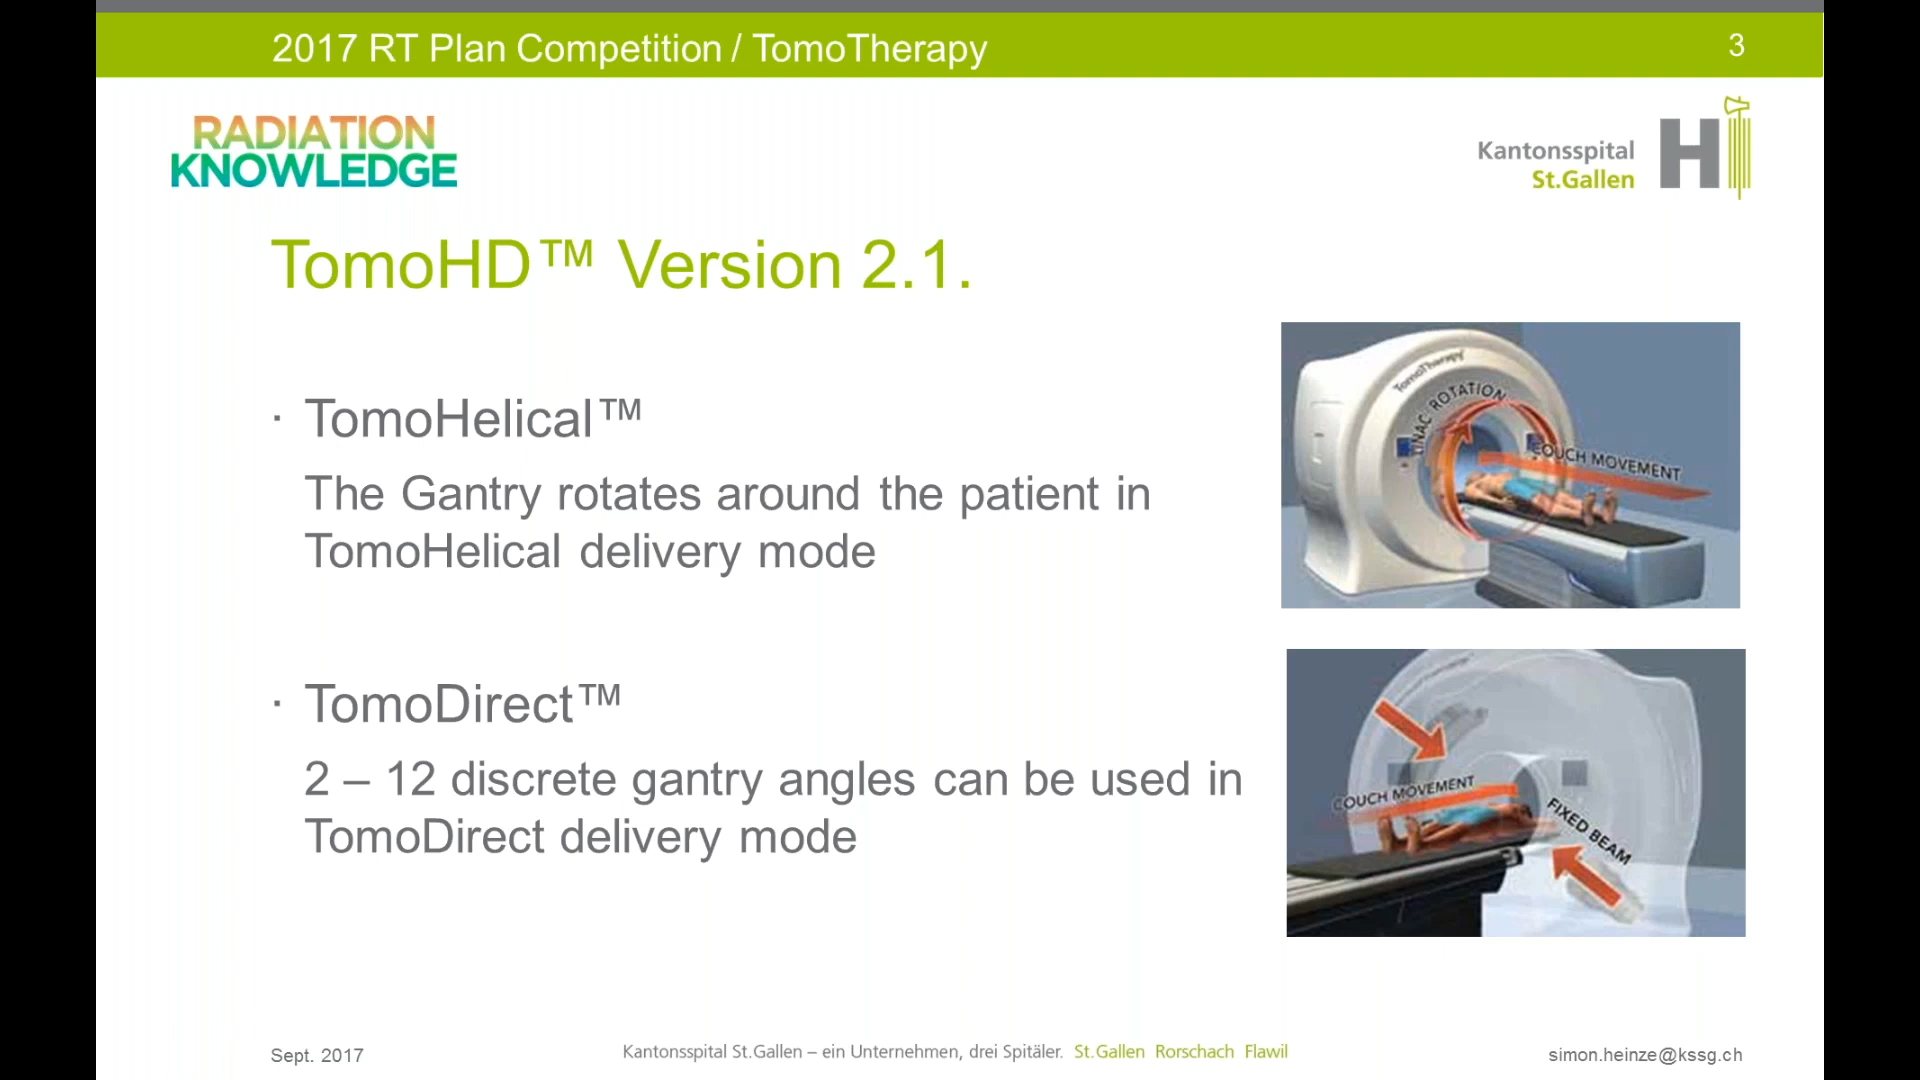 2017 RT Plan Competition / TomoTherapy
3
RADIATION
KNOWLEDGE
Kantonsspital
St.Gallen
TomoHD™ Version 2.1.
· TomoHelical™
The Gantry rotates around the patient in
TomoHelical delivery mode
TomoTherapy
LINAC ROTATION
COUCH MOVEMENT
· TomoDirect™
2 – 12 discrete gantry angles can be used in
TomoDirect delivery mode
COUCH MOVEMENT
FIXED BEAM
Sept. 2017
Kantonsspital St.Gallen – ein Unternehmen, drei Spitäler. St.Gallen Rorschach Flawil
simon.heinze@kssg.ch